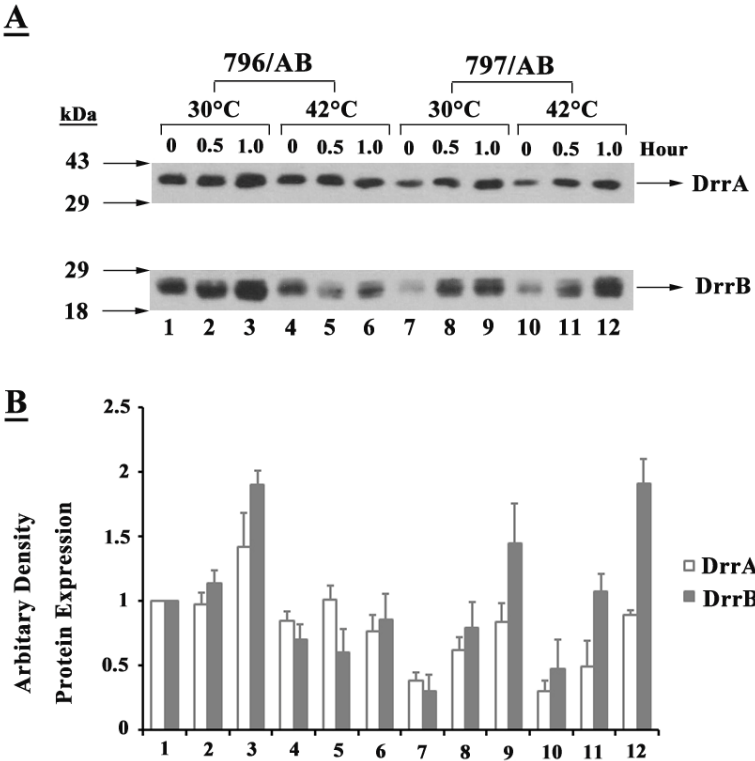 A
796/AB 797/AB
kDa 30°C 42°C 30°C 42°C
0 0.5 1.0 0 0.5 1.0 0 0.5 1.0 0 0.5 1.0 Hour
43
DrrA
29
29
DrrB
18
1 2 3 4 5 6 7 8 9 10 11 12
B
2.5
2
1.5
1
0.5
0
Arbitary Density
Protein Expression
DrrA
DrrB
1 2 3 4 5 6 7 8 9 10 11 12